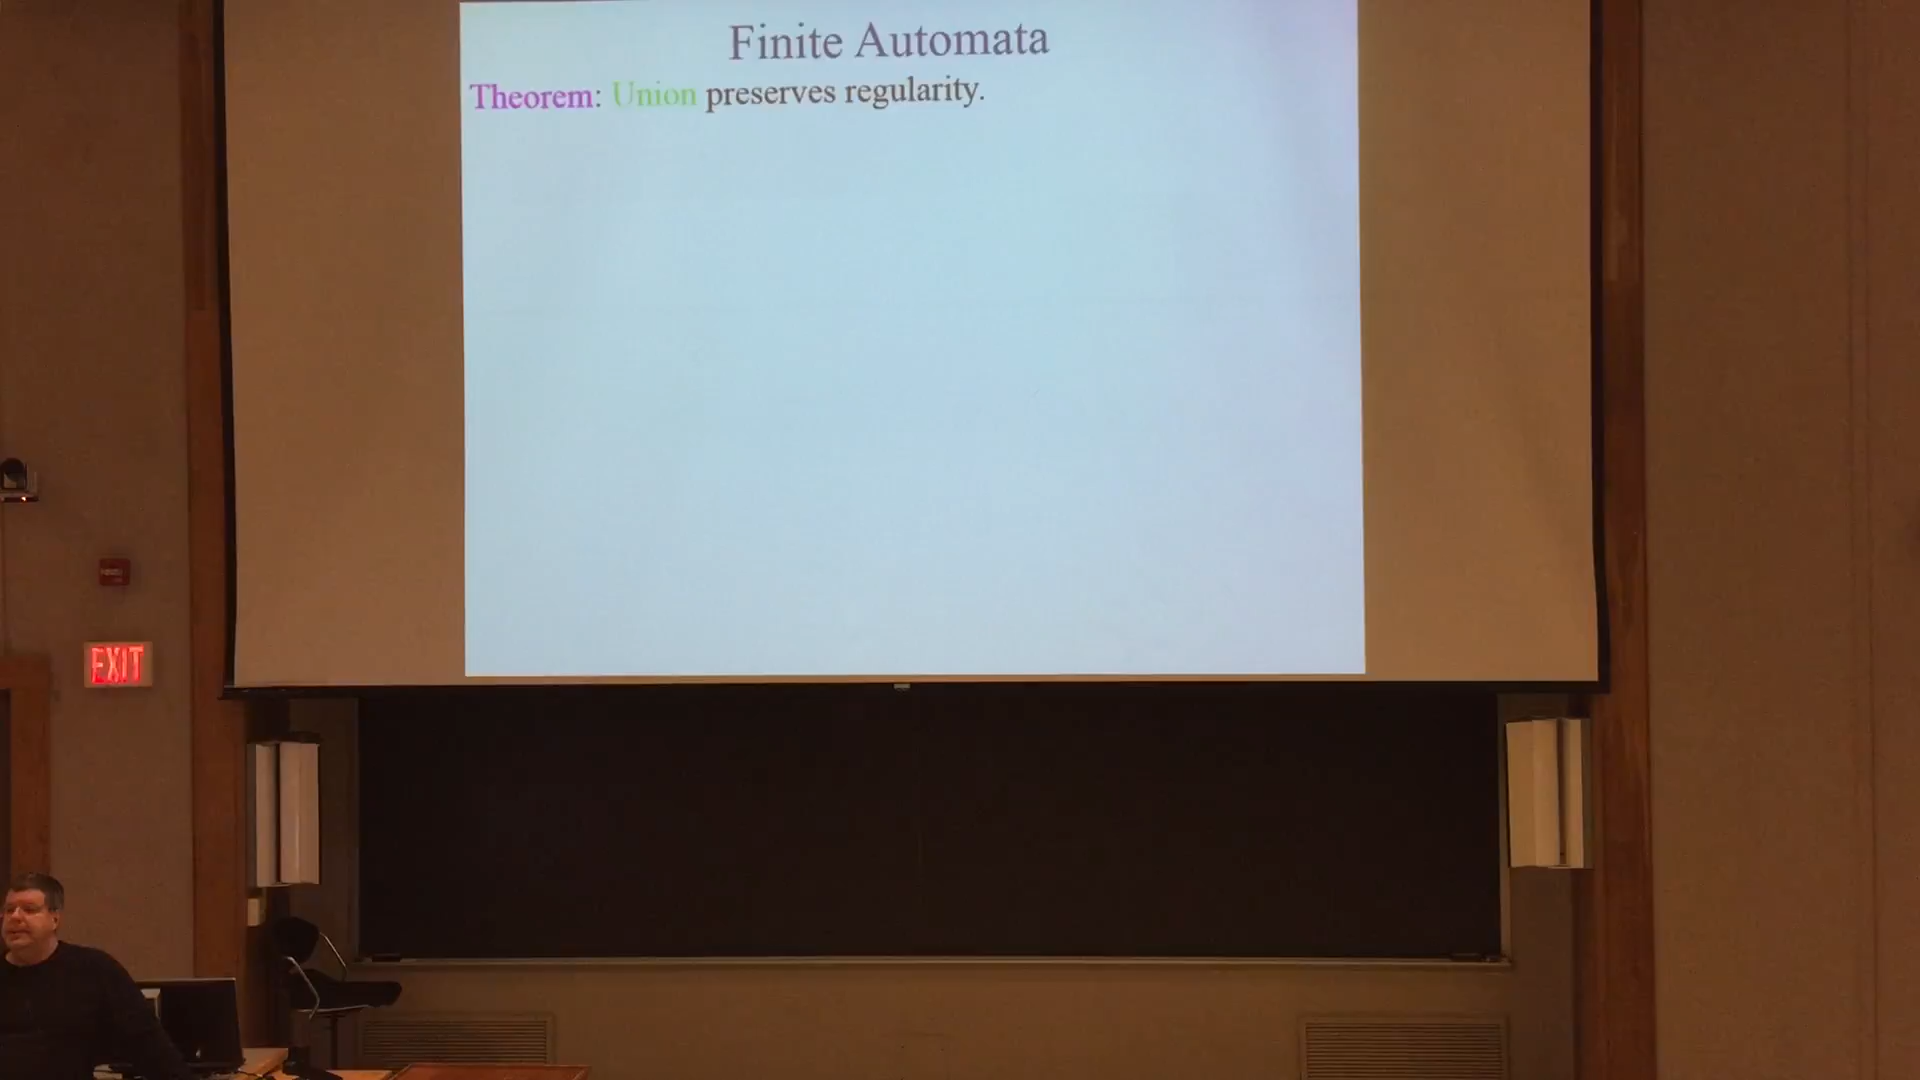 Finite Automata
Theorem: Union preserves regularity.
EXIT